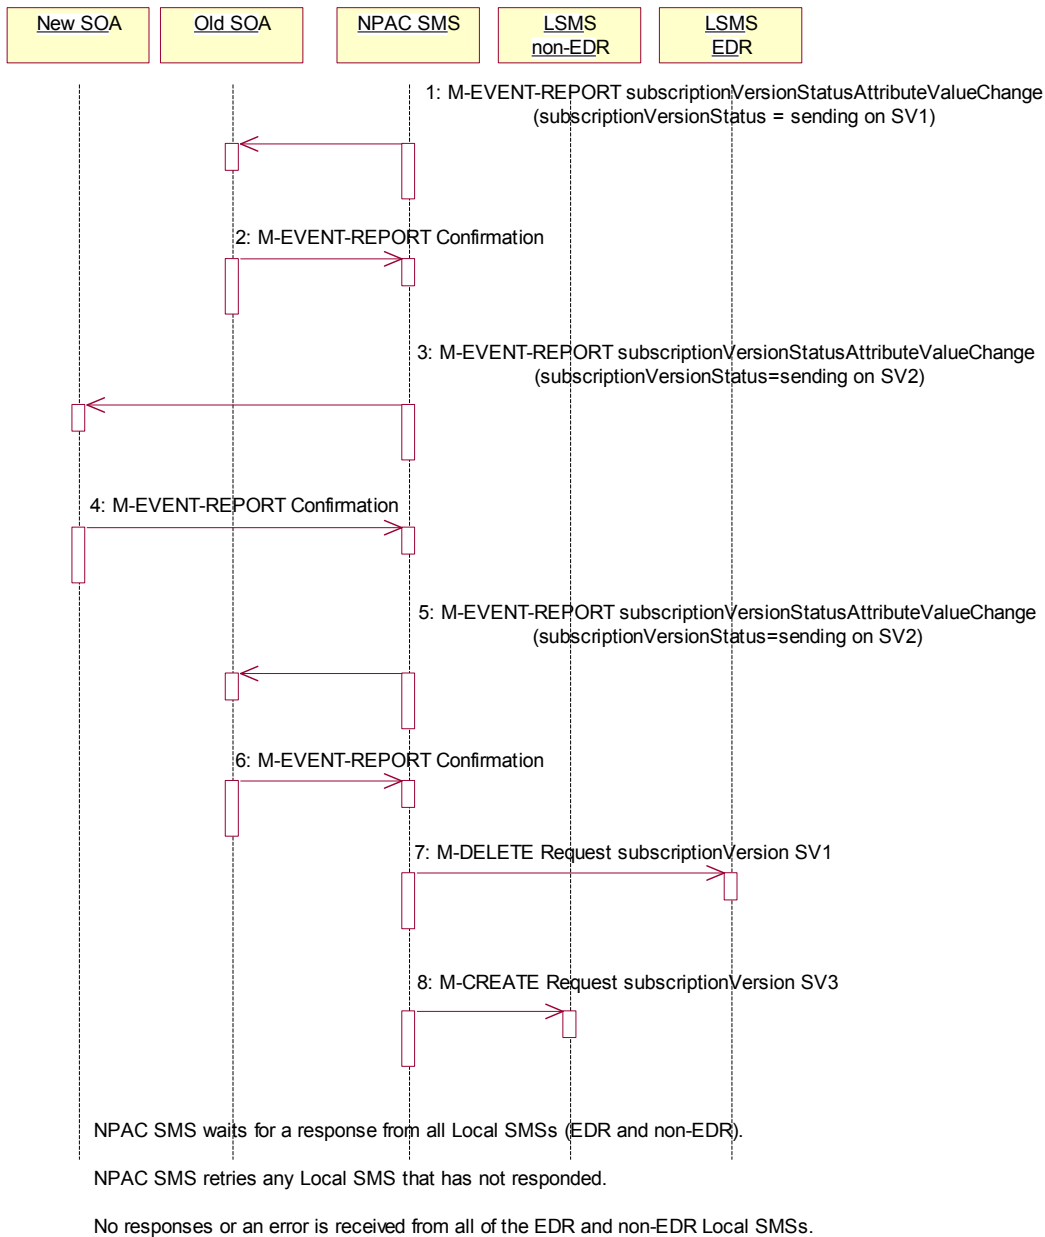 New SOA
Old SOA
NPAC SMS
LSMS
non-EDR
LSMS
EDR
1: M-EVENT-REPORT subscriptionVersionStatusAttributeValueChange
(subscriptionVersionStatus = sending on SV1)
2: M-EVENT-REPORT Confirmation
3: M-EVENT-REPORT subscriptionVersionStatusAttributeValueChange
(subscriptionVersionStatus=sending on SV2)
4: M-EVENT-REPORT Confirmation
5: M-EVENT-REPORT subscriptionVersionStatusAttributeValueChange
(subscriptionVersionStatus=sending on SV2)
6: M-EVENT-REPORT Confirmation
7: M-DELETE Request subscriptionVersion SV1
8: M-CREATE Request subscriptionVersion SV3
NPAC SMS waits for a response from all Local SMSs (EDR and non-EDR).
NPAC SMS retries any Local SMS that has not responded.
No responses or an error is received from all of the EDR and non-EDR Local SMSs.